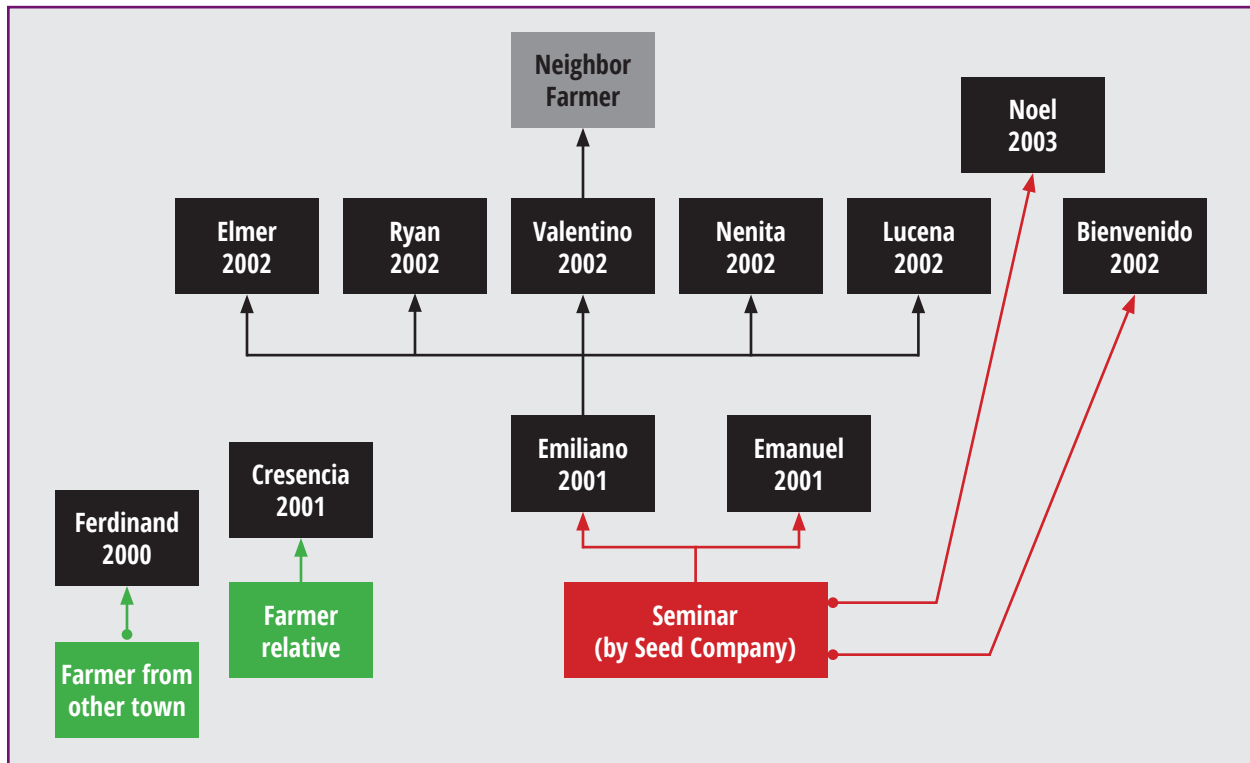 Neighbor
Farmer
Noel
2003
Elmer
2002
Ryan
2002
Valentino
2002
Nenita
2002
Lucena
2002
Bienvenido
2002
Emiliano
2001
Emanuel
2001
Cresencia
2001
Ferdinand
2000
Farmer
relative
Seminar
(by Seed Company)
Farmer from
other town